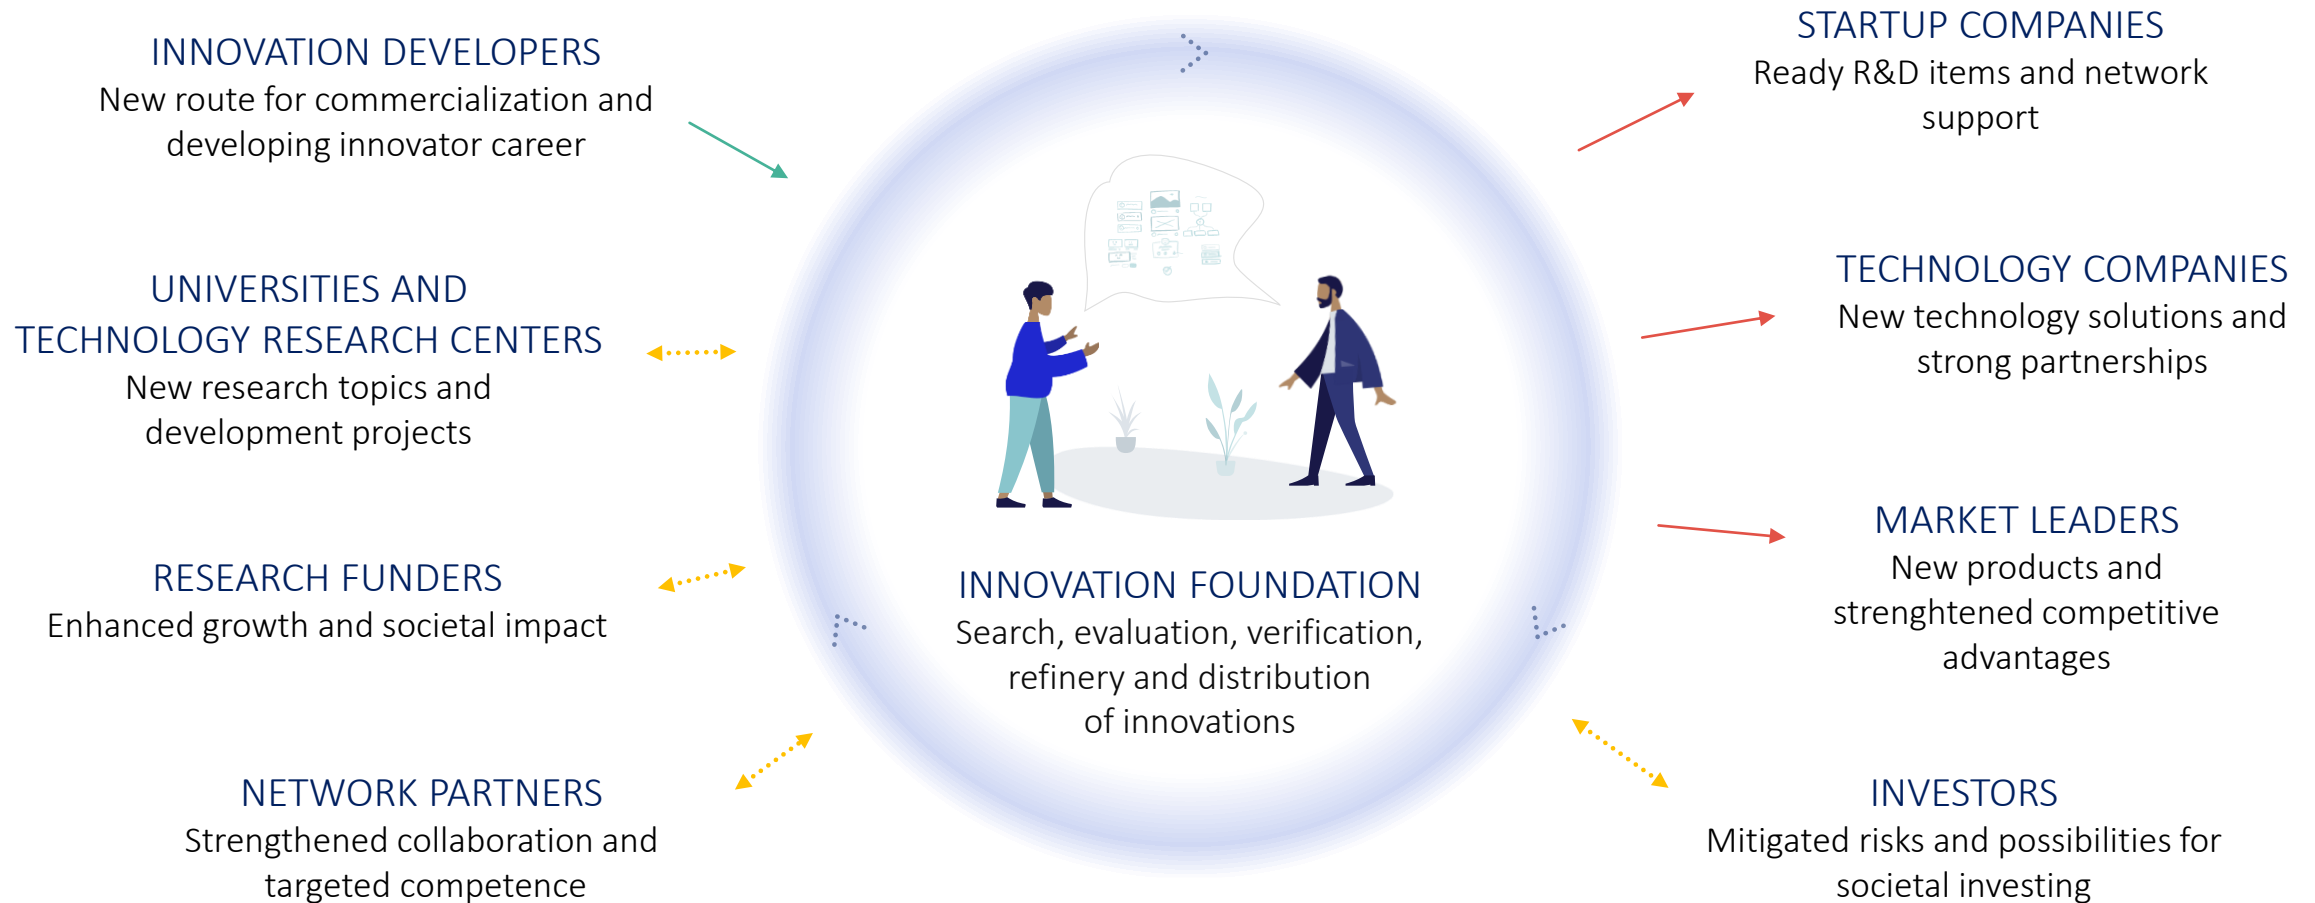 INNOVATION DEVELOPERS
New route for commercialization and
developing innovator career
UNIVERSITIES AND
TECHNOLOGY RESEARCH CENTERS
New research topics and
development projects
RESEARCH FUNDERS
Enhanced growth and societal impact
NETWORK PARTNERS
Strengthened collaboration and
targeted competence
INNOVATION FOUNDATION
Search, evaluation, verification,
refinery and distribution
of innovations
STARTUP COMPANIES
Ready R&D items and network
support
TECHNOLOGY COMPANIES
New technology solutions and
strong partnerships
MARKET LEADERS
New products and
strenghtened competitive
advantages
INVESTORS
Mitigated risks and possibilities for
societal investing